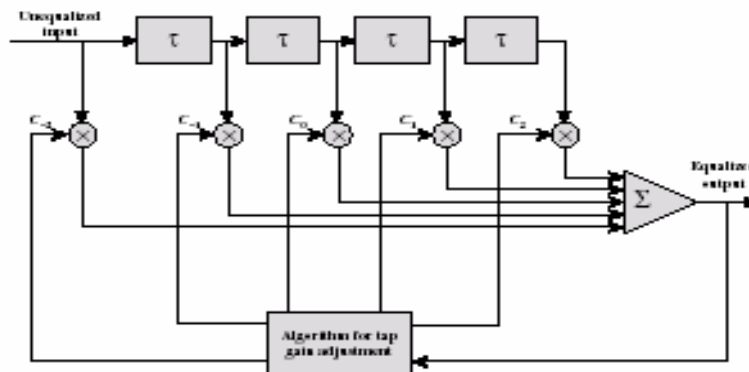 Unequalized
input
τ τ τ τ
C₋₂ C₋₁ C₀ C₁ C₂
Equalized
output
Σ
Algorithm for tap
gain adjustment